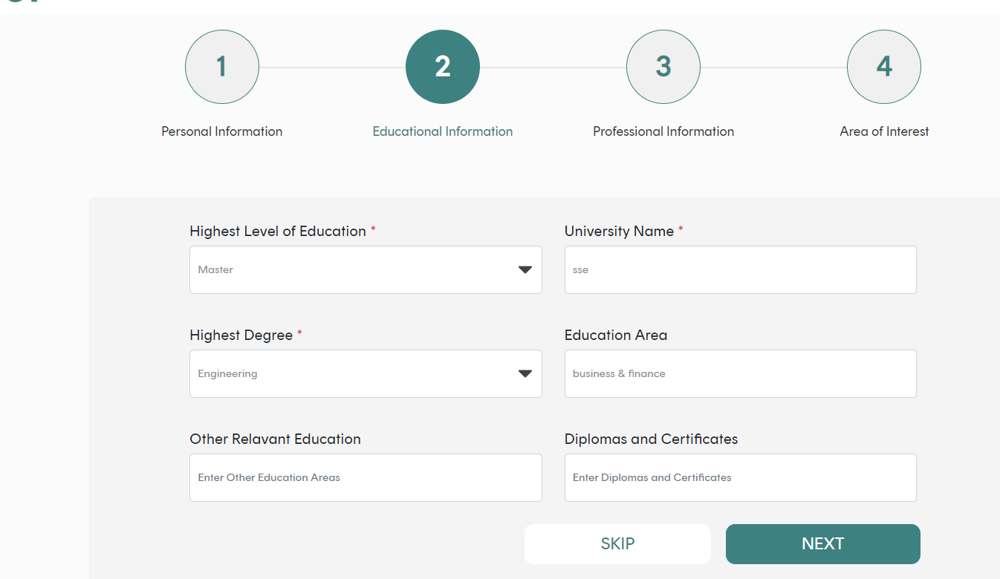 1 2 3 4
Personal Information Educational Information Professional Information Area of Interest
Highest Level of Education * University Name *
Master sse
Highest Degree * Education Area
Engineering business & finance
Other Relavant Education Diplomas and Certificates
Enter Other Education Areas Enter Diplomas and Certificates
SKIP NEXT